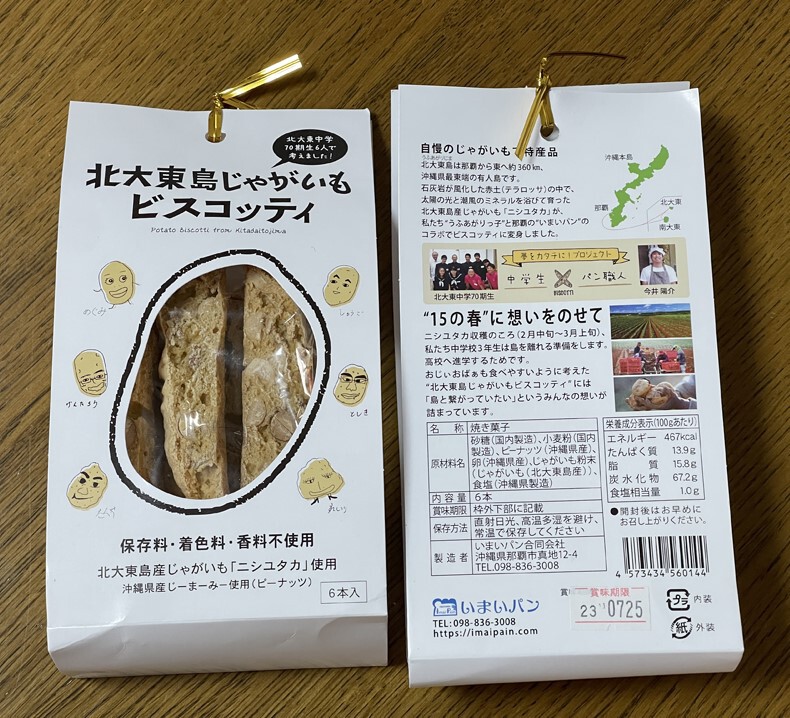 北大東中学
70期生6人で
考えました!
北大東島じゃがいも
ビスコッティ
Potato Biscotti from Kitadaitojima
めぐみ
しゅうご
げんたろう
としき
保存料・着色料・香料不使用
北大東島産じゃがいも「ニシユタカ」使用
沖縄県産じーまーみー使用(ピーナッツ)
6本入
自慢のじゃがいもで特産品
うふあがりじま
北大東島は那覇から東へ約360km、
沖縄県最東端の有人島です。
石灰岩が風化した赤土(テラロッサ)の中で、
太陽の光と潮風のミネラルを浴びて育った
北大東島産じゃがいも「ニシユタカ」が、
私たち“うふあがりっ子”と那覇の“いまいパン”の
コラボでビスコッティに変身しました。
沖縄本島
那覇
北大東
南大東
夢をカタチに!プロジェクト
中学生
パン職人
BISCOTTI
北大東中学70期生
今井 陽介
“15の春”に想いをのせて
ニシユタカ収穫のころ(2月中旬〜3月上旬)、
私たち中学校3年生は島を離れる準備をします。
高校へ進学するためです。
おじぃおばぁも食べやすいように考えた
“北大東島じゃがいもビスコッティ”には
「島と繋がっていたい」というみんなの想いが
詰まっています。
名 称 焼き菓子
原材料名 砂糖(国内製造)、小麦粉(国内
製造)、ピーナッツ(沖縄県産)、
卵(沖縄県産)、じゃがいも粉末
(じゃがいも(北大東島産))、
食塩(沖縄県製造)
内容量 6本
賞味期限 枠外下部に記載
保存方法 直射日光、高温多湿を避け、
常温で保存してください
製造者 いまいパン合同会社
沖縄県那覇市真地12-4
TEL.098-836-3008
栄養成分表示(100gあたり)
エネルギー 467kcal
たんぱく質 13.9g
脂 質 15.8g
炭水化物 67.2g
食塩相当量 1.0g
●開封後はお早めに
お召し上がりください。
4573434560144
いまいパン
TEL:098-836-3008
https://imaipain.com
賞味期限
23 0725
プラ 内装
紙 外装